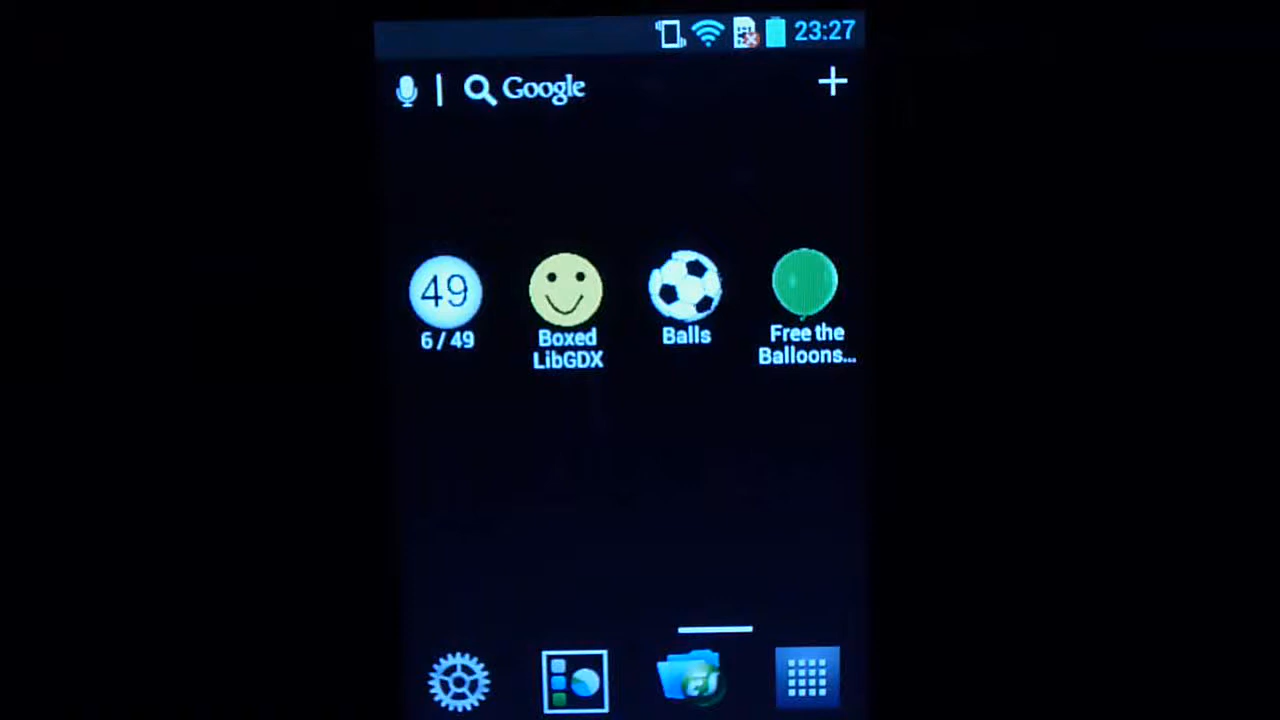 23:27
Google
49
6 / 49
Boxed
LibGDX
Balls
Free the
Balloons...